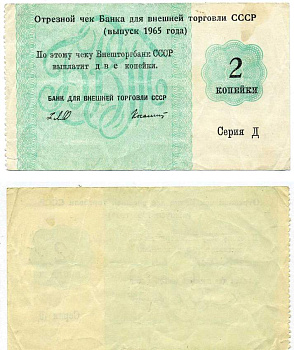 Отрезной чек Банка для внешней торговли СССР
(выпуск 1965 года)
По этому чеку Внешторгбанк СССР
выплатит две копейки.
2
КОПЕЙКИ
БАНК ДЛЯ ВНЕШНЕЙ ТОРГОВЛИ СССР
Серия Д